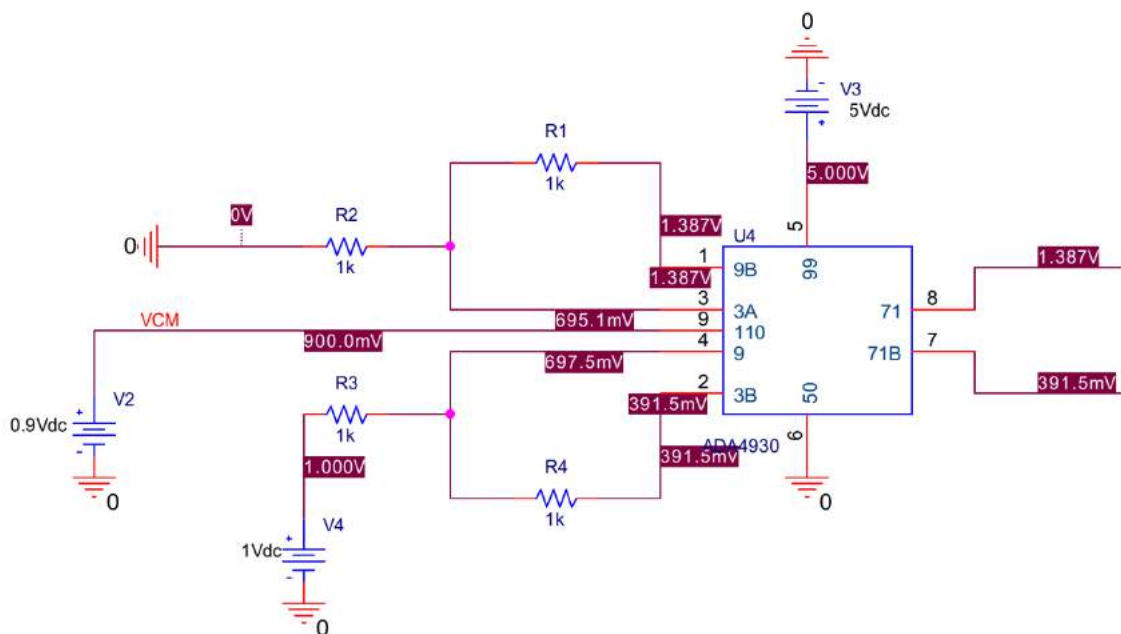 0
V3
5Vdc
R1
1k
5.000V
0V
R2
1k
0
1.387V
U4
5
1
9B
99
1.387V
1.387V
3
3A
71
8
VCM
695.1mV
9
110
900.0mV
4
9
71B
7
697.5mV
R3
1k
2
3B
50
391.5mV
391.5mV
V2
0.9Vdc
ADA4930
6
1.000V
391.5mV
R4
1k
0
0
V4
1Vdc
0